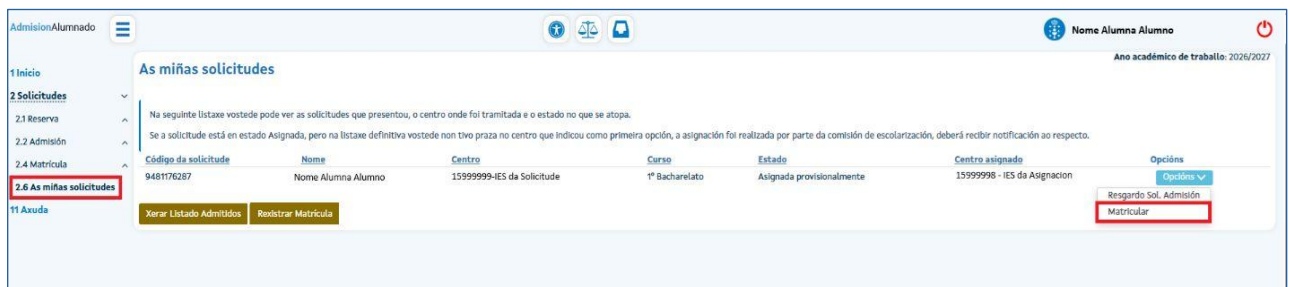 AdmisionAlumnado
Nome Alumna Alumno
Ano académico de traballo: 2026/2027
1 Inicio
2 Solicitudes
2.1 Reserva
2.2 Admisión
2.4 Matrícula
2.6 As miñas solicitudes
11 Axuda
As miñas solicitudes
Na seguinte listaxe vostede pode ver as solicitudes que presentou, o centro onde foi tramitada e o estado no que se atopa.
Se a solicitude está en estado Asignada, pero na listaxe definitiva vostede non tivo praza no centro que indicou como primeira opción, a asignación foi realizada por parte da comisión de escolarización, deberá recibir notificación ao respecto.
Código da solicitude Nome Centro Curso Estado Centro asignado Opcións
9481176287 Nome Alumna Alumno 15999999-IES da Solicitude 1º Bacharelato Asignada provisionalmente 15999998 - IES da Asignacion Opcións
Resgardo Sol. Admisión
Matricular
Xerar Listado Admitidos Rexistrar Matrícula